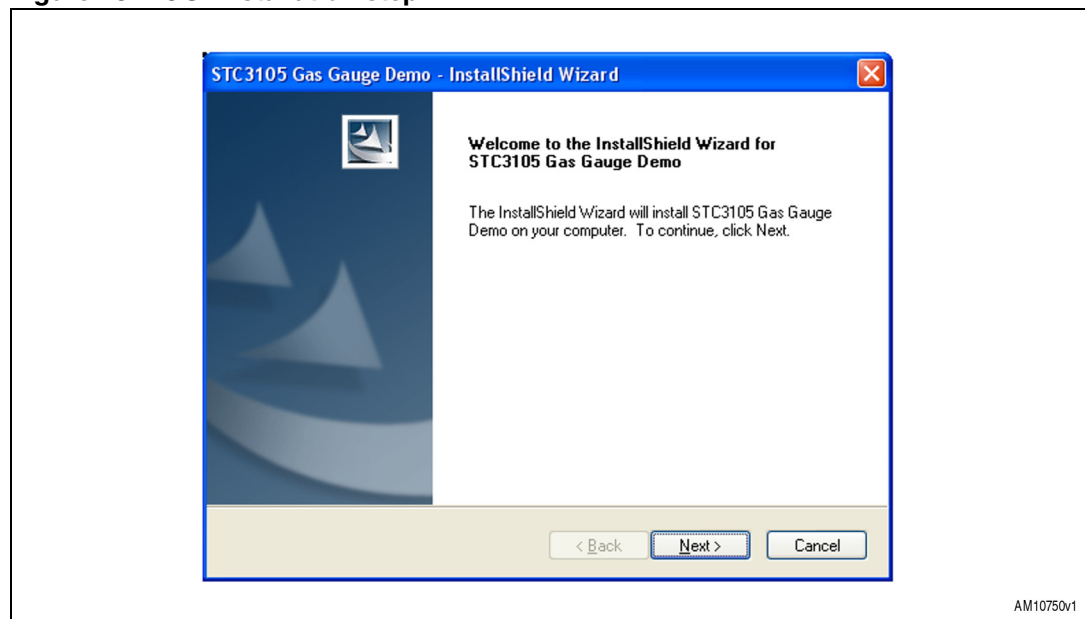 STC3105 Gas Gauge Demo - InstallShield Wizard
Welcome to the InstallShield Wizard for
STC3105 Gas Gauge Demo
The InstallShield Wizard will install STC3105 Gas Gauge
Demo on your computer. To continue, click Next.
< Back Next > Cancel
AM10750v1